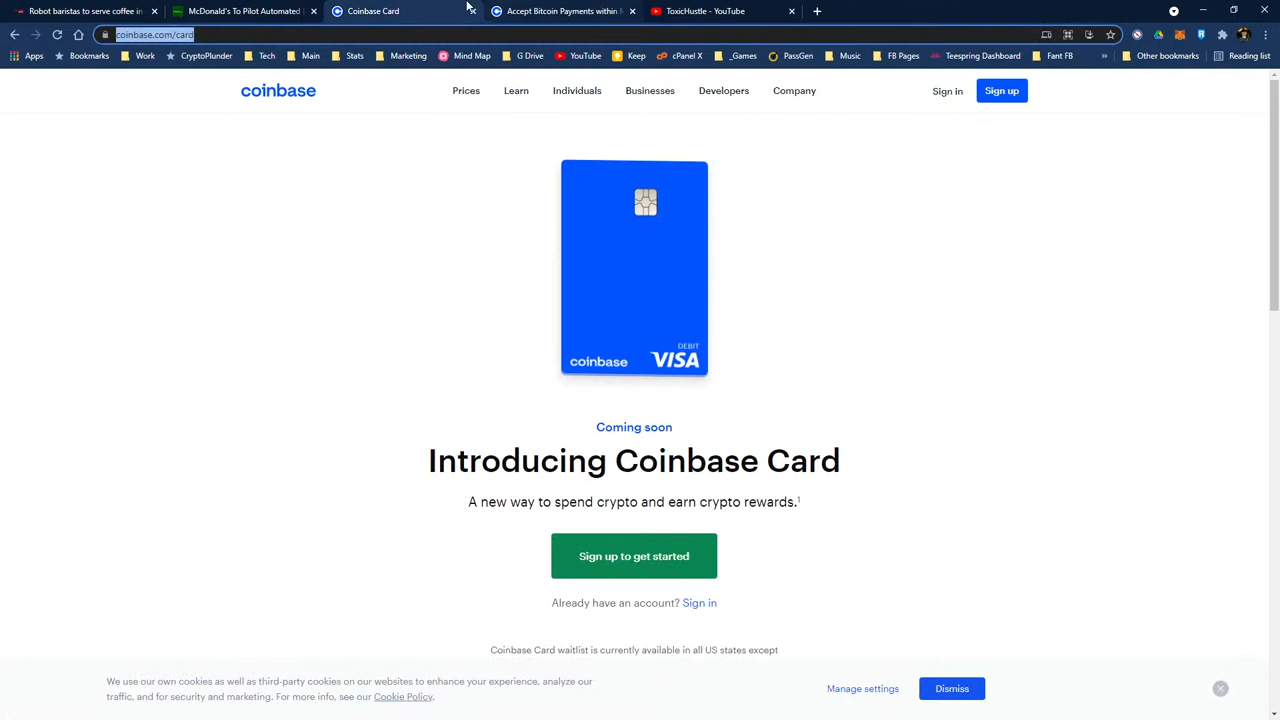 Robot baristas to serve coffee in
McDonald's To Pilot Automated
Coinbase Card
Accept Bitcoin Payments within
ToxicHustle - YouTube
coinbase.com/card
Apps
Bookmarks
Work
CryptoPlunder
Tech
Main
Stats
Marketing
Mind Map
G Drive
YouTube
Keep
cPanel X
_Games
PassGen
Music
FB Pages
Teespring Dashboard
Fant FB
»
Other bookmarks
Reading list
coinbase
Prices
Learn
Individuals
Businesses
Developers
Company
Sign in
Sign up
DEBIT
coinbase VISA
Coming soon
Introducing Coinbase Card
A new way to spend crypto and earn crypto rewards.¹
Sign up to get started
Already have an account? Sign in
Coinbase Card waitlist is currently available in all US states except
We use our own cookies as well as third-party cookies on our websites to enhance your experience, analyze our
traffic, and for security and marketing. For more info, see our Cookie Policy.
Manage settings
Dismiss